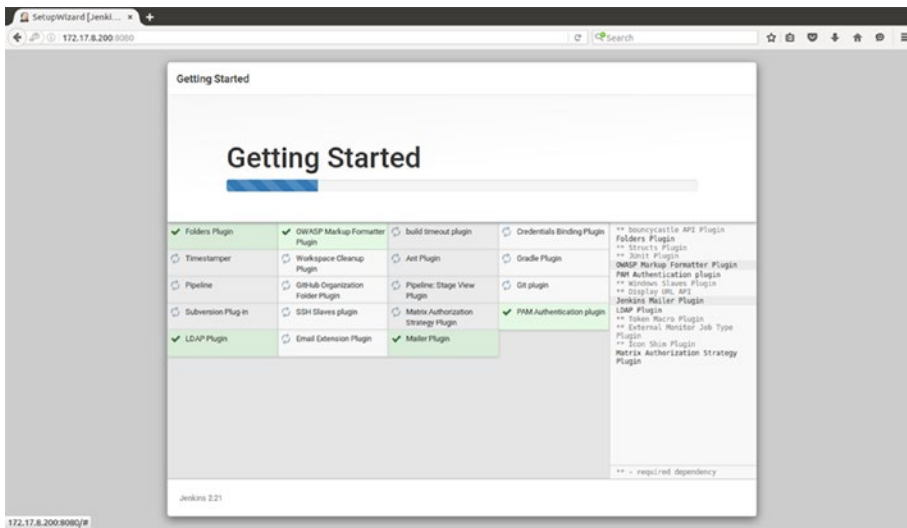 SetupWizard [Jenki... × +
172.17.8.200:8080
Search
Getting Started
Getting Started
Folders Plugin
OWASP Markup Formatter
Plugin
build timeout plugin
Credentials Binding Plugin
Timestamper
Workspace Cleanup
Plugin
Ant Plugin
Gradle Plugin
Pipeline
GitHub Organization
Folder Plugin
Pipeline: Stage View
Plugin
Git plugin
Subversion Plug-in
SSH Slaves plugin
Matrix Authorization
Strategy Plugin
PAM Authentication plugin
LDAP Plugin
Email Extension Plugin
Mailer Plugin
** bouncycastle API Plugin
Folders Plugin
** Structs Plugin
** JUnit Plugin
OWASP Markup Formatter Plugin
PAM Authentication plugin
** Windows Slaves Plugin
** Display URL API
Jenkins Mailer Plugin
LDAP Plugin
** Token Macro Plugin
** External Monitor Job Type
Plugin
** Icon Shim Plugin
Matrix Authorization Strategy
Plugin
** - required dependency
Jenkins 2.21
172.17.8.200:8080/#